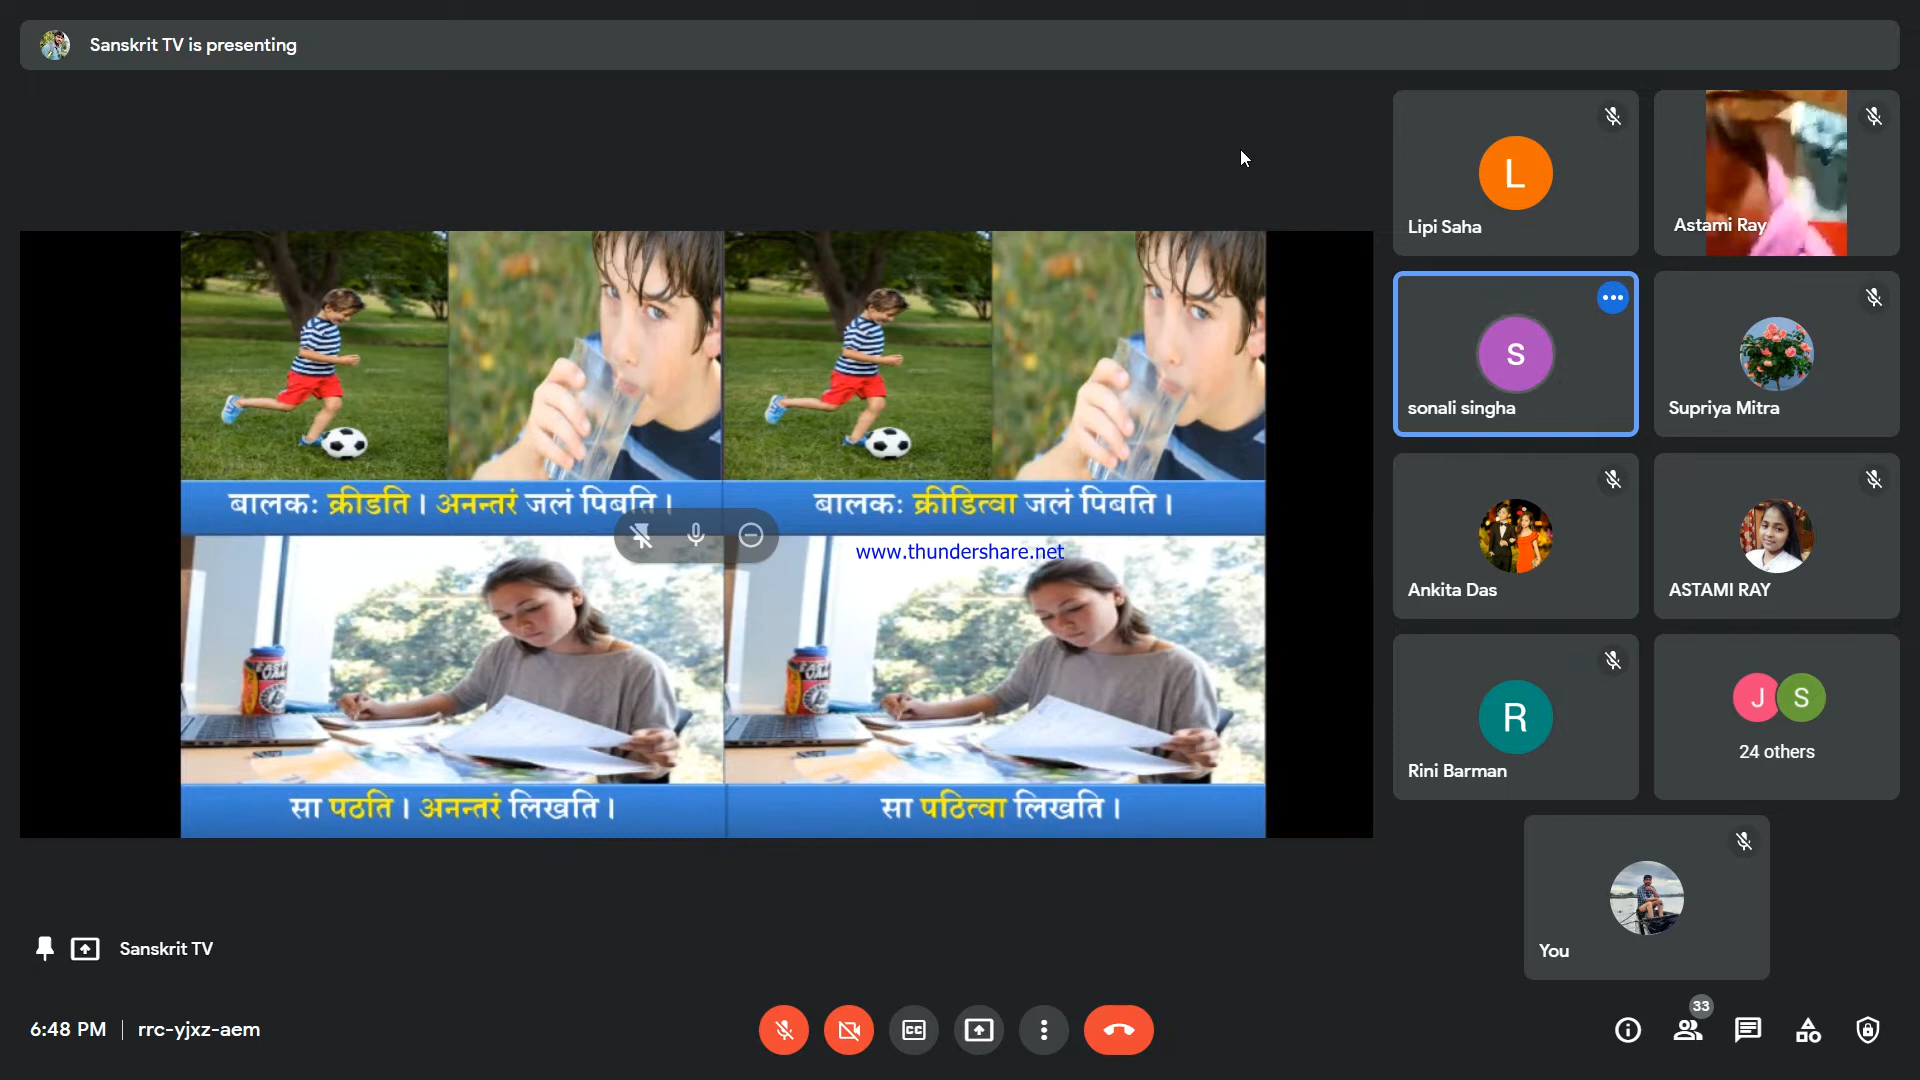 Sanskrit TV is presenting
L
Lipi Saha
Astami Ray
S
sonali singha
Supriya Mitra
बालकः क्रीडति । अनन्तरं जलं पिबति ।
बालकः क्रीडित्वा जलं पिबति ।
www.thundershare.net
Ankita Das
ASTAMI RAY
R
Rini Barman
J S
24 others
सा पठति । अनन्तरं लिखति ।
सा पठित्वा लिखति ।
You
Sanskrit TV
6:48 PM | rrc-yjxz-aem
CC
33